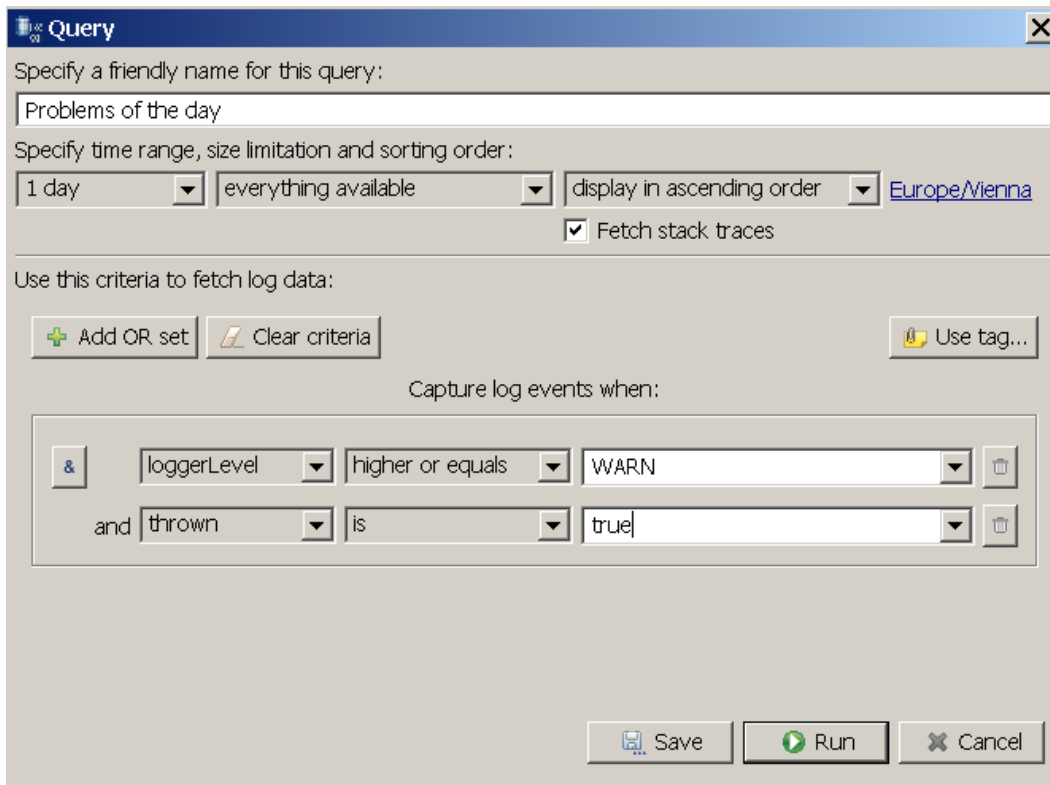 Query
Specify a friendly name for this query:
Problems of the day
Specify time range, size limitation and sorting order:
1 day everything available display in ascending order Europe/Vienna
Fetch stack traces
Use this criteria to fetch log data:
Add OR set Clear criteria Use tag...
Capture log events when:
& loggerLevel higher or equals WARN
and thrown is true
Save Run Cancel